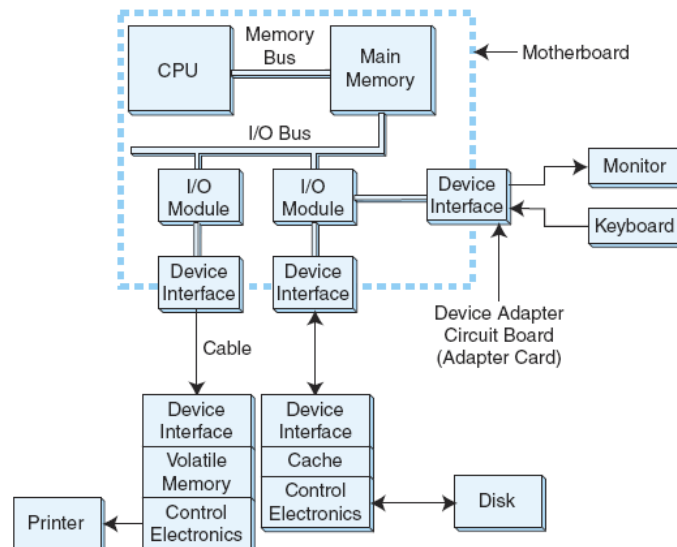 Memory
Bus
CPU
Main
Memory
Motherboard
I/O Bus
I/O
Module
I/O
Module
Device
Interface
Monitor
Keyboard
Device
Interface
Device
Interface
Device Adapter
Circuit Board
(Adapter Card)
Cable
Device
Interface
Volatile
Memory
Control
Electronics
Device
Interface
Cache
Control
Electronics
Printer
Disk